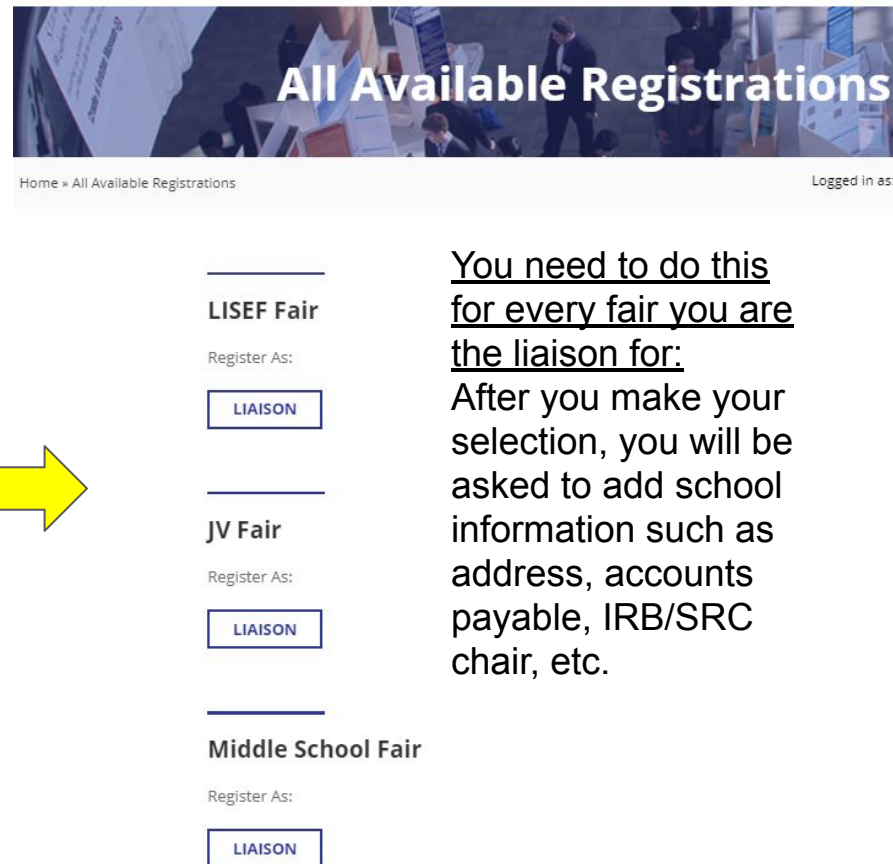 All Available Registrations
Home » All Available Registrations
Logged in as:
LISEF Fair
Register As:
LIAISON
JV Fair
Register As:
LIAISON
Middle School Fair
Register As:
LIAISON
You need to do this
for every fair you are
the liaison for:
After you make your
selection, you will be
asked to add school
information such as
address, accounts
payable, IRB/SRC
chair, etc.